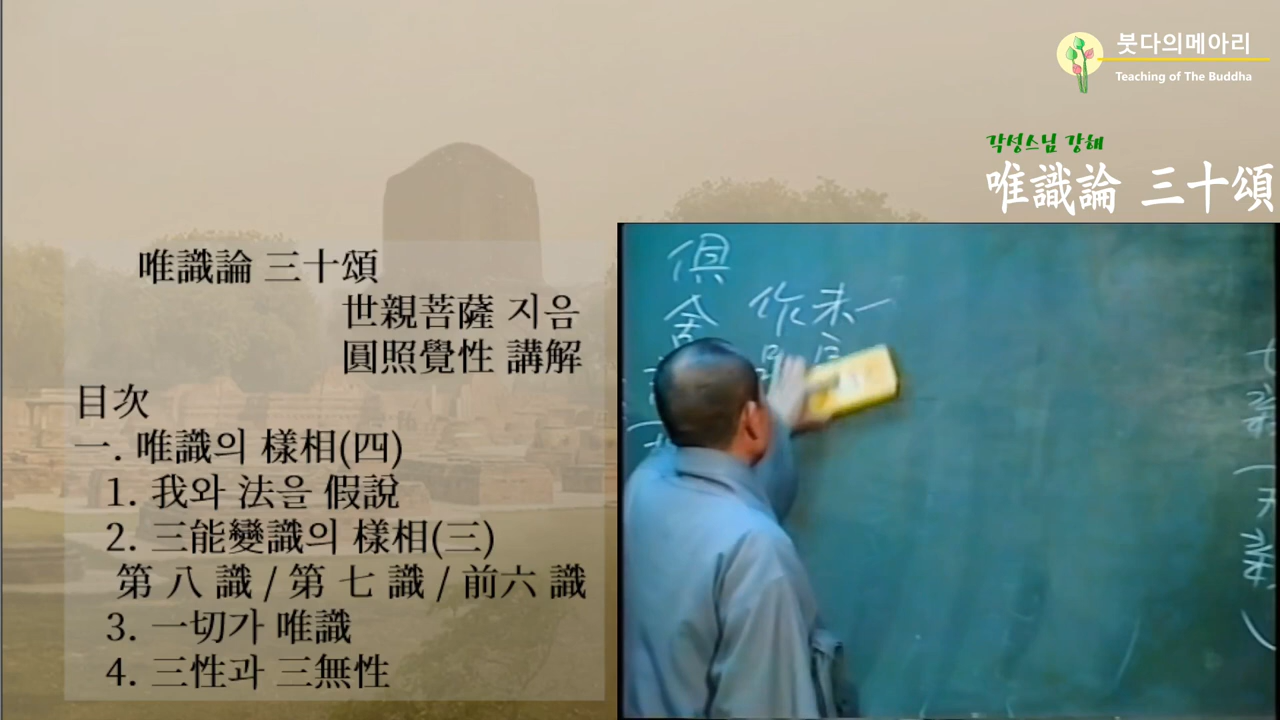 붓다의메아리
Teaching of The Buddha
각성스님 강해
唯識論 三十頌
唯識論 三十頌
世親菩薩 지음
圓照覺性 講解
目次
一. 唯識의 樣相(四)
1. 我와 法을 假說
2. 三能變識의 樣相(三)
第 八 識 / 第 七 識 / 前六 識
3. 一切가 唯識
4. 三性과 三無性
俱舍
作
未